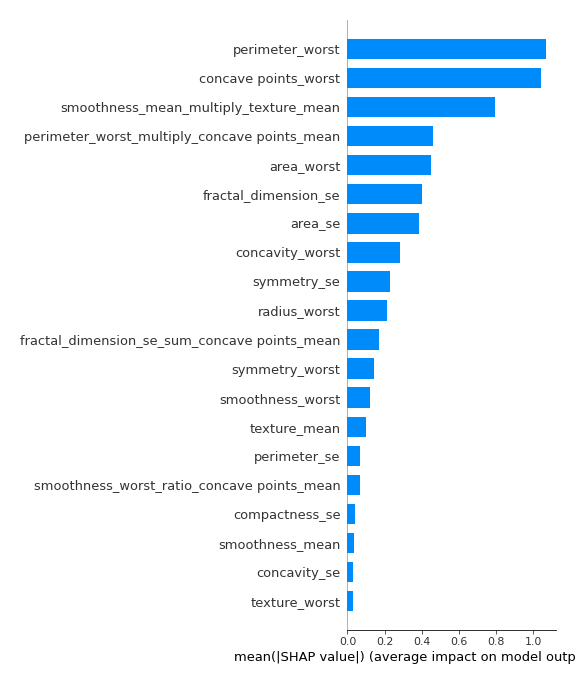 perimeter_worst
concave points_worst
smoothness_mean_multiply_texture_mean
perimeter_worst_multiply_concave points_mean
area_worst
fractal_dimension_se
area_se
concavity_worst
symmetry_se
radius_worst
fractal_dimension_se_sum_concave points_mean
symmetry_worst
smoothness_worst
texture_mean
perimeter_se
smoothness_worst_ratio_concave points_mean
compactness_se
smoothness_mean
concavity_se
texture_worst
0.0 0.2 0.4 0.6 0.8 1.0
mean(|SHAP value|) (average impact on model outp